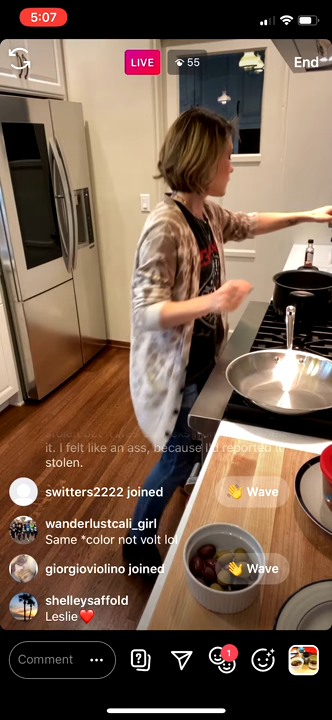 5:07
LIVE
55
End
it. I felt like an ass, because I'd reported it
stolen.
switters2222 joined
Wave
wanderlustcali_girl
Same *color not volt lol
giorgioviolino joined
Wave
shelleysaffold
Leslie❤️
Comment
1